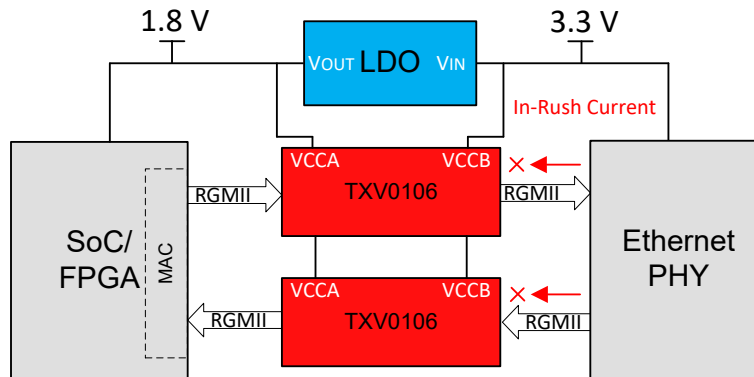 1.8 V
3.3 V
VOUT LDO VIN
In-Rush Current
VCCA
VCCB
RGMII
TXV0106
RGMII
SoC/
FPGA
MAC
Ethernet
PHY
VCCA
VCCB
RGMII
TXV0106
RGMII